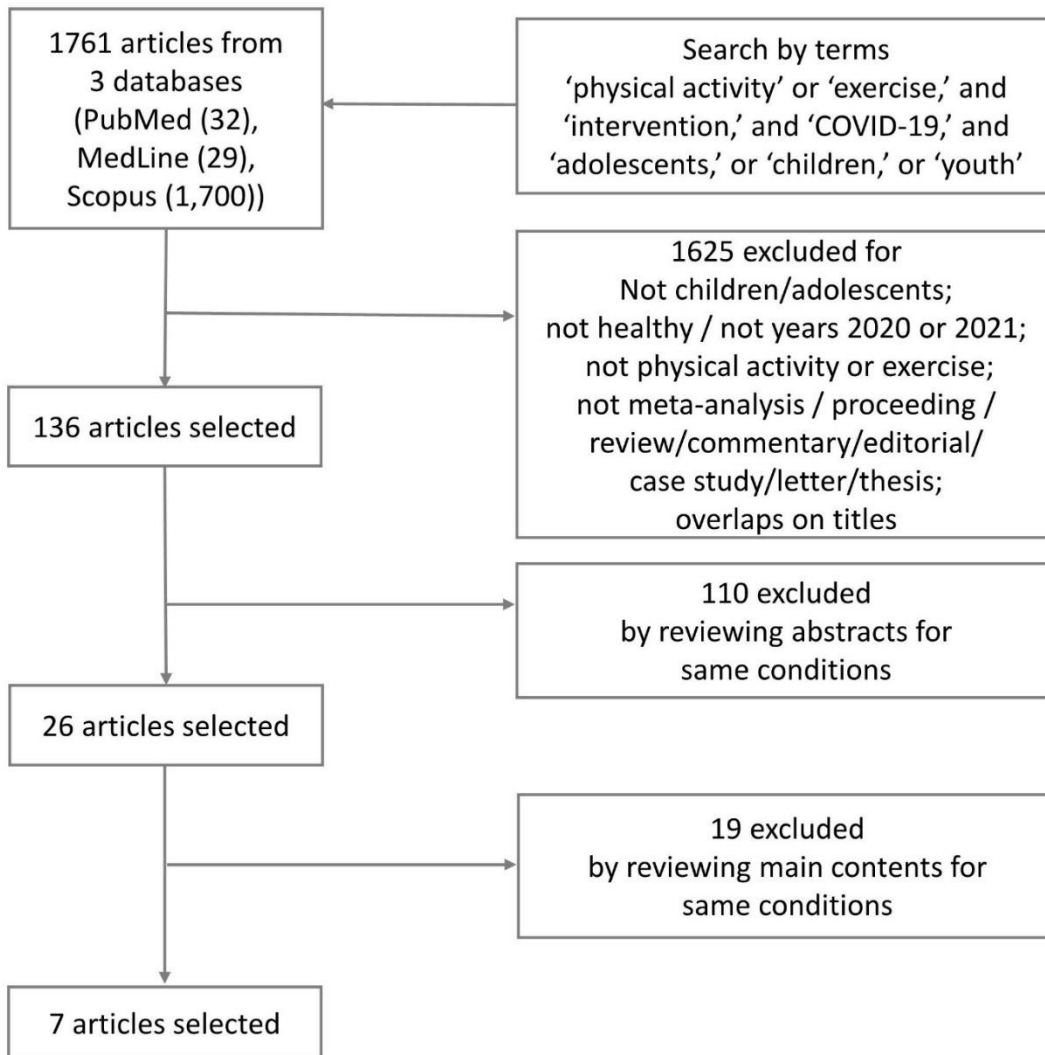 1761 articles from
3 databases
(PubMed (32),
MedLine (29),
Scopus (1,700))
Search by terms
‘physical activity’ or ‘exercise,’ and
‘intervention,’ and ‘COVID-19,’ and
‘adolescents,’ or ‘children,’ or ‘youth’
1625 excluded for
Not children/adolescents;
not healthy / not years 2020 or 2021;
not physical activity or exercise;
not meta-analysis / proceeding /
review/commentary/editorial/
case study/letter/thesis;
overlaps on titles
136 articles selected
110 excluded
by reviewing abstracts for
same conditions
26 articles selected
19 excluded
by reviewing main contents for
same conditions
7 articles selected